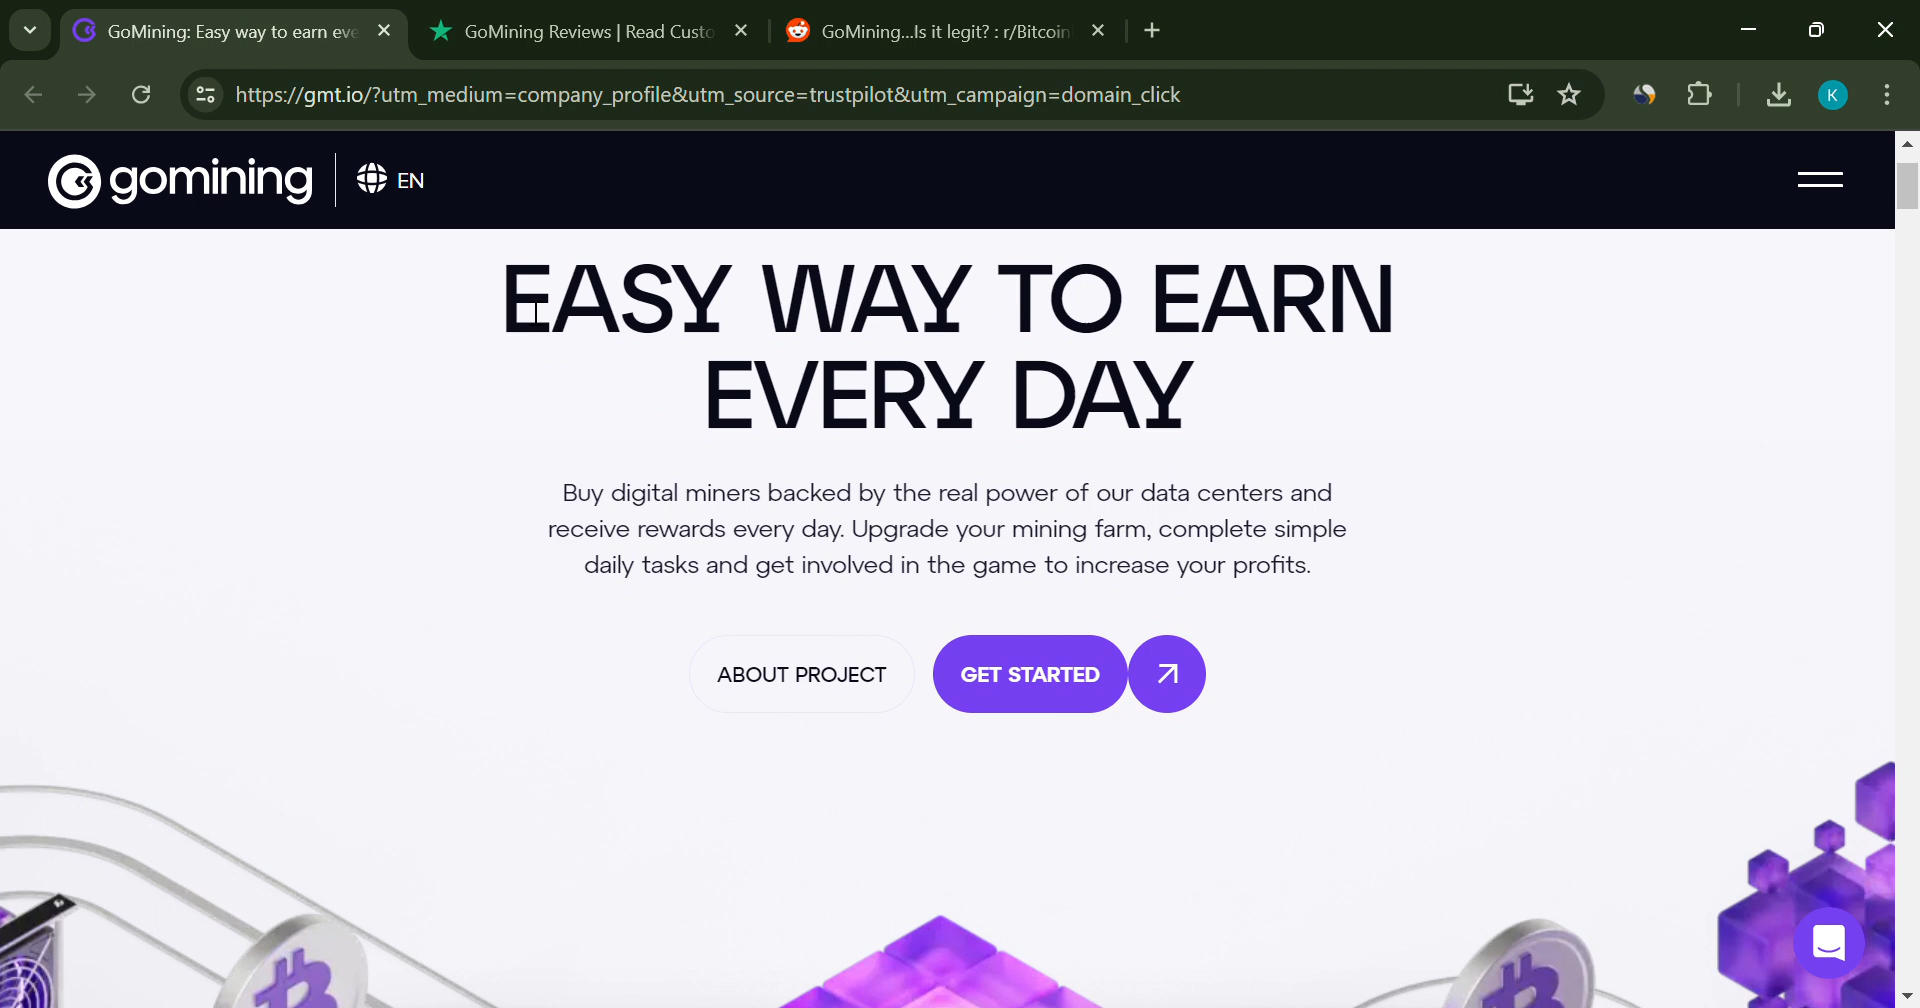 GoMining: Easy way to earn eve
GoMining Reviews | Read Custo
GoMining...Is it legit? : r/Bitcoin
https://gmt.io/?utm_medium=company_profile&utm_source=trustpilot&utm_campaign=domain_click
K
gomining
EN
EASY WAY TO EARN
EVERY DAY
Buy digital miners backed by the real power of our data centers and
receive rewards every day. Upgrade your mining farm, complete simple
daily tasks and get involved in the game to increase your profits.
ABOUT PROJECT
GET STARTED